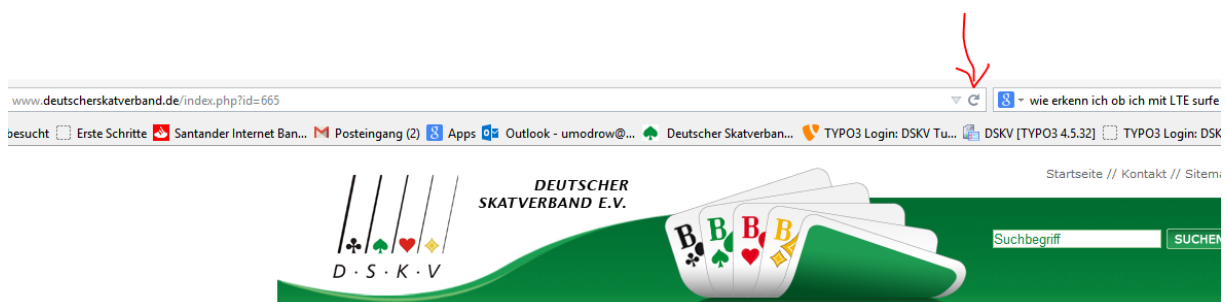 www.deutscherskatverband.de/index.php?id=665 8 wie erkenn ich ob ich mit LTE surfe
besucht Erste Schritte Santander Internet Ban... Posteingang (2) 8 Apps Outlook - umodrow@... Deutscher Skatverban... TYPO3 Login: DSKV Tu... DSKV [TYPO3 4.5.32] TYPO3 Login: DSK
Startseite // Kontakt // Sitema
DEUTSCHER
SKATVERBAND E.V.
B B B B
Suchbegriff SUCHEN
D · S · K · V